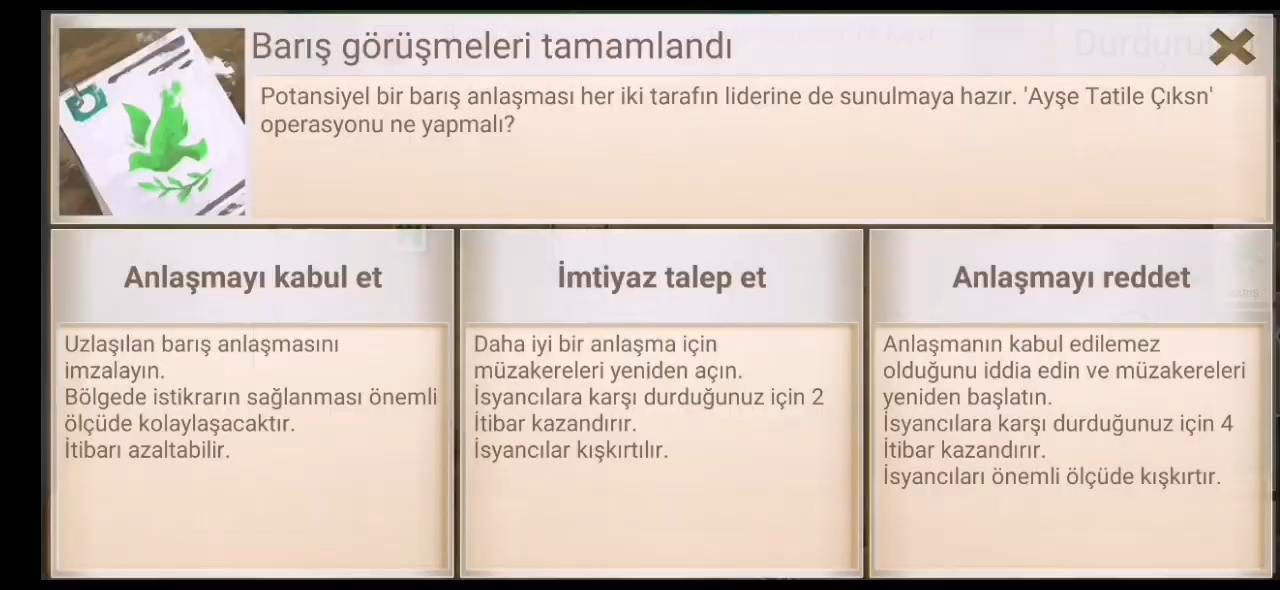 Barış görüşmeleri tamamlandı
Potansiyel bir barış anlaşması her iki tarafın liderine de sunulmaya hazır. 'Ayşe Tatile Çıksn'
operasyonu ne yapmalı?
Anlaşmayı kabul et
Uzlaşılan barış anlaşmasını
imzalayın.
Bölgede istikrarın sağlanması önemli
ölçüde kolaylaşacaktır.
İtibarı azaltabilir.
İmtiyaz talep et
Daha iyi bir anlaşma için
müzakereleri yeniden açın.
İsyancılara karşı durduğunuz için 2
İtibar kazandırır.
İsyancılar kışkırtılır.
Anlaşmayı reddet
Anlaşmanın kabul edilemez
olduğunu iddia edin ve müzakereleri
yeniden başlatın.
İsyancılara karşı durduğunuz için 4
İtibar kazandırır.
İsyancıları önemli ölçüde kışkırtır.